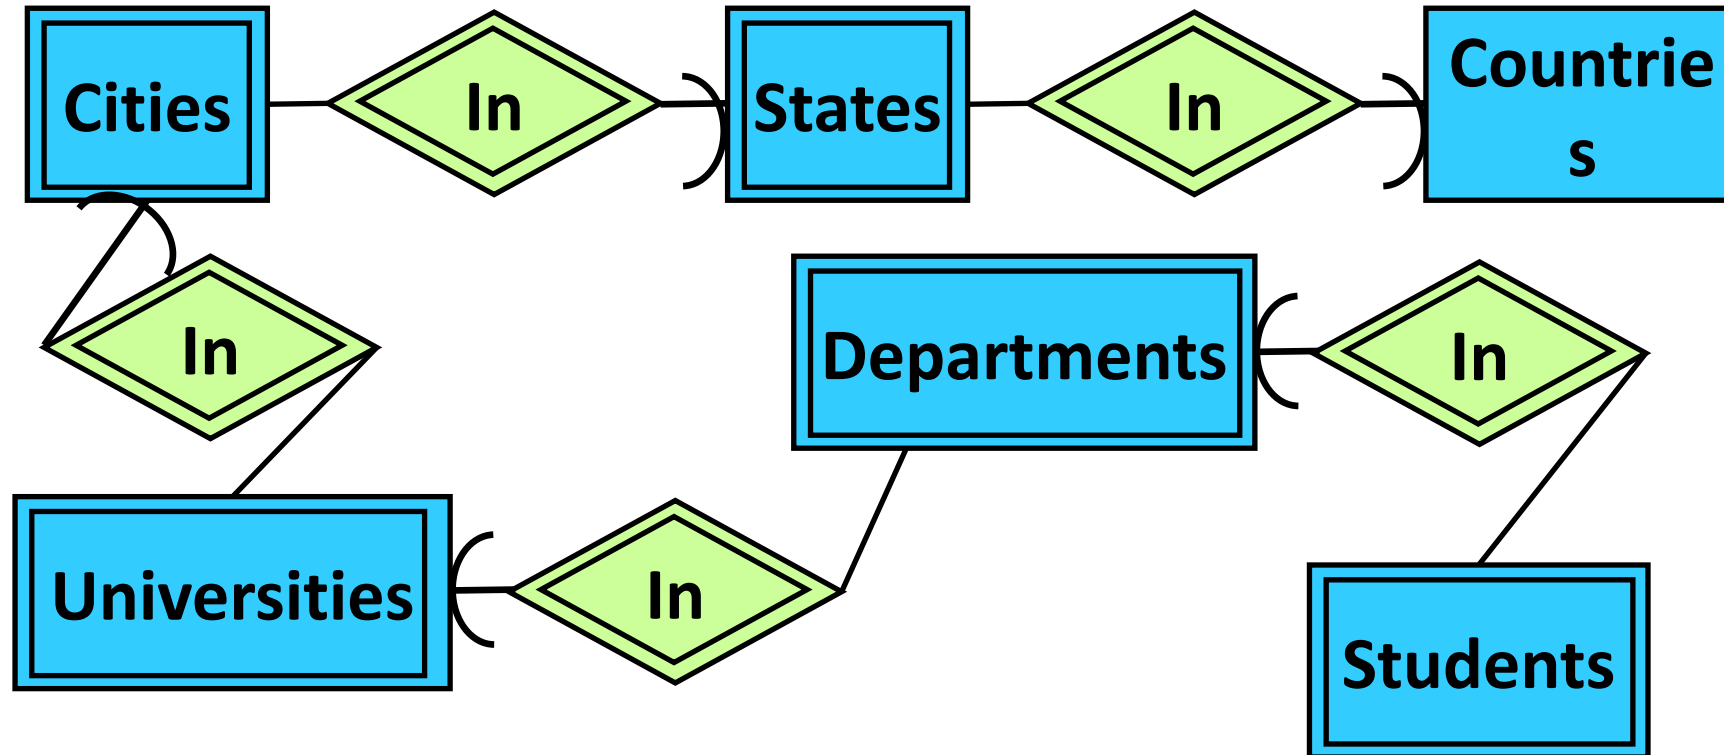 Cities
In
States
In
Countrie
s
In
Departments
In
Universities
In
Students